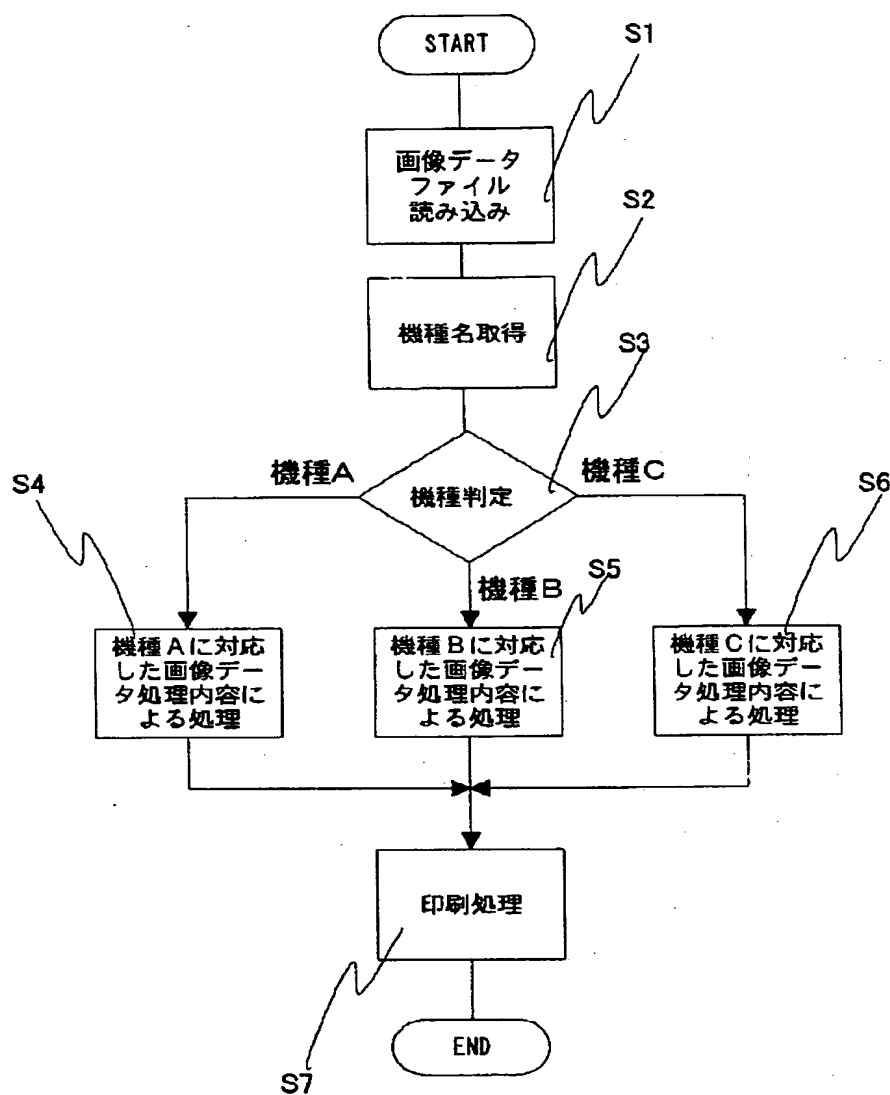 START
S1
画像データ
ファイル
読み込み
S2
機種名取得
S3
機種判定
機種A
機種B
機種C
S4
機種Aに対応
した画像デー
タ処理内容に
よる処理
S5
機種Bに対応
した画像デー
タ処理内容に
よる処理
S6
機種Cに対応
した画像デー
タ処理内容に
よる処理
印刷処理
S7
END